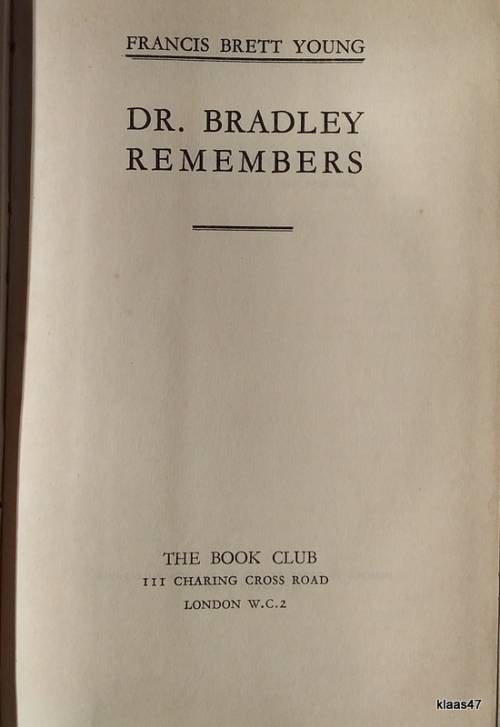 FRANCIS BRETT YOUNG
DR. BRADLEY
REMEMBERS
THE BOOK CLUB
111 CHARING CROSS ROAD
LONDON W.C.2
klaas47